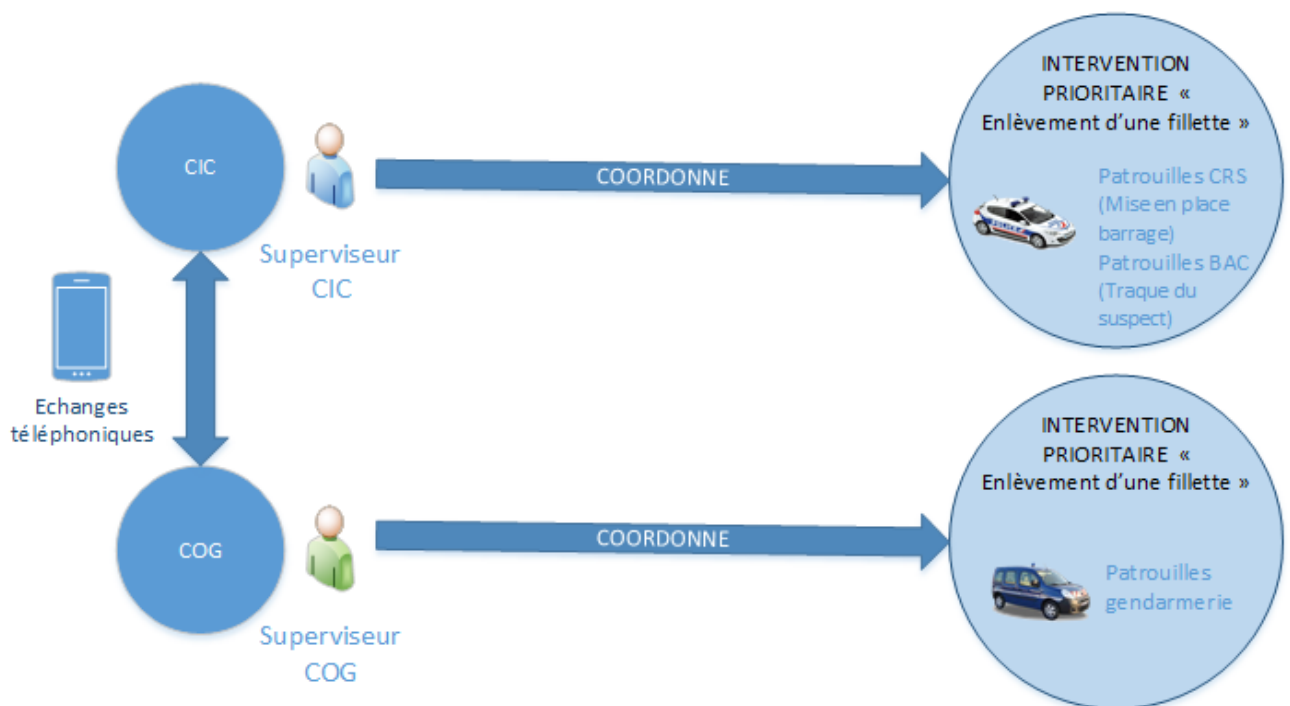 CIC
Superviseur
CIC
COORDONNE
INTERVENTION
PRIORITAIRE «
Enlèvement d'une fillette »
Patrouilles CRS
(Mise en place
barrage)
Patrouilles BAC
(Traque du
suspect)
Echanges
téléphoniques
COG
Superviseur
COG
COORDONNE
INTERVENTION
PRIORITAIRE «
Enlèvement d'une fillette »
Patrouilles
gendarmerie